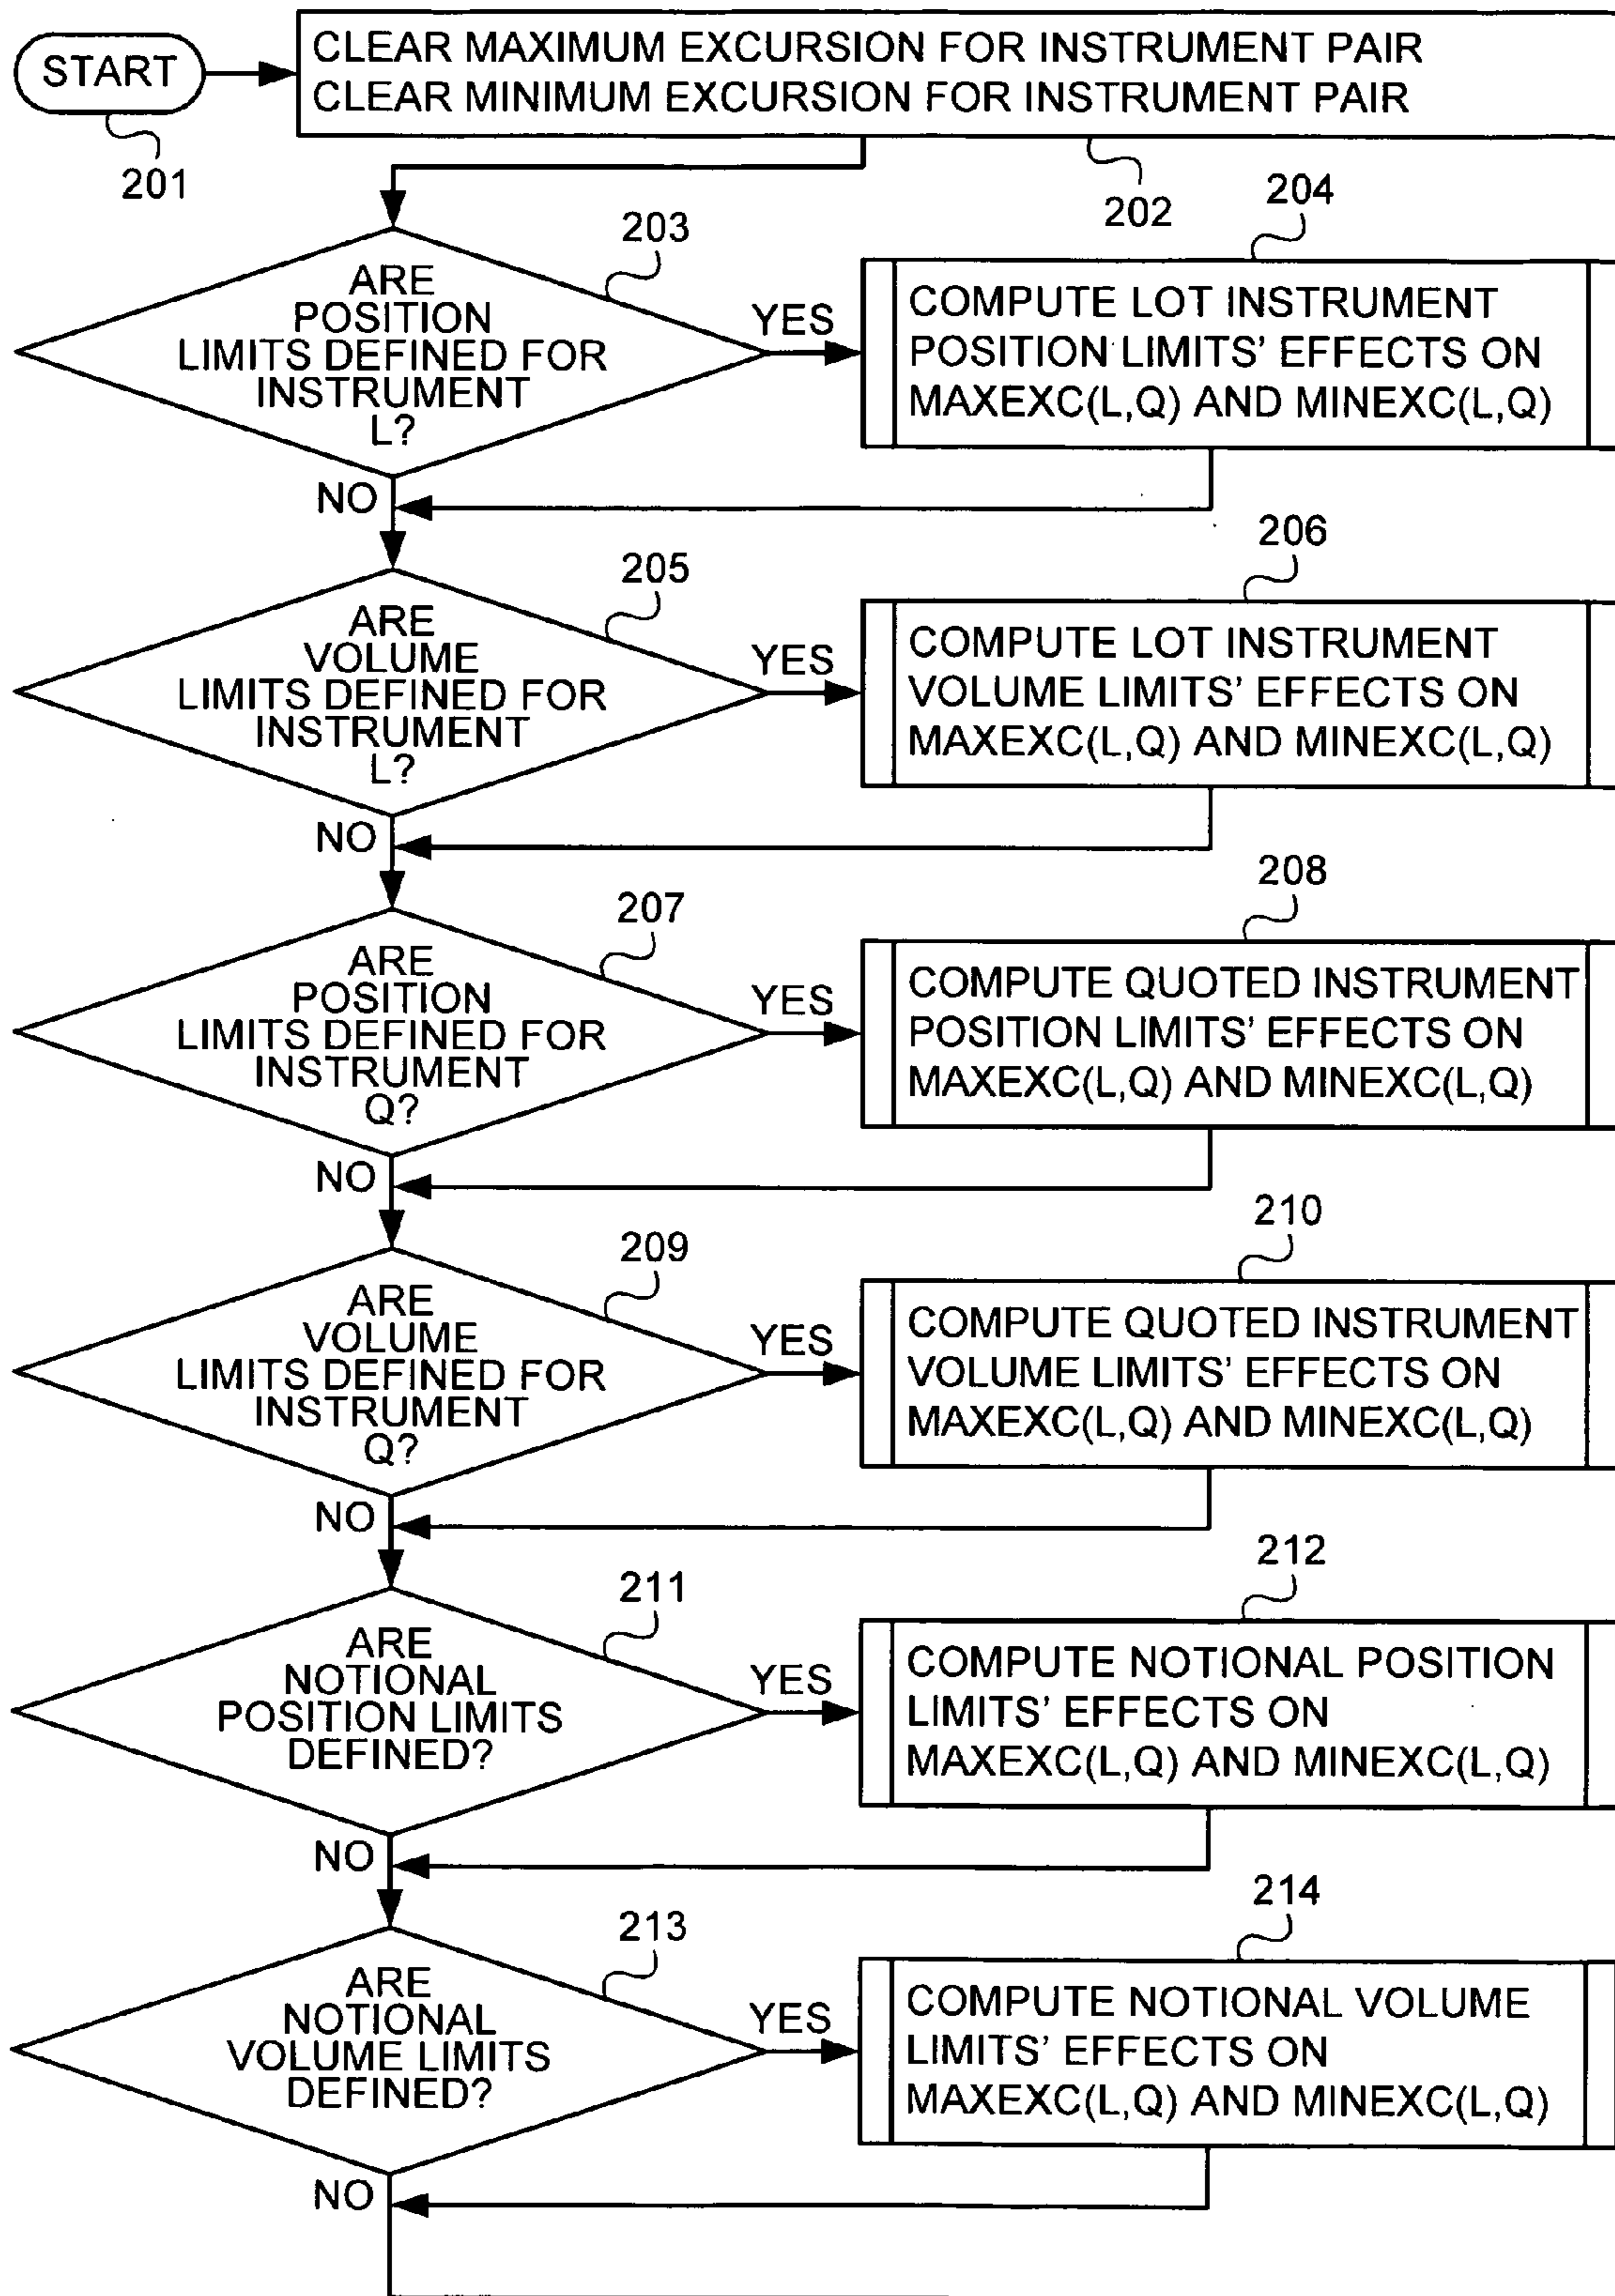 START
CLEAR MAXIMUM EXCURSION FOR INSTRUMENT PAIR
CLEAR MINIMUM EXCURSION FOR INSTRUMENT PAIR
201
202
203
ARE
POSITION
LIMITS DEFINED FOR
INSTRUMENT
L?
YES
NO
204
COMPUTE LOT INSTRUMENT
POSITION LIMITS' EFFECTS ON
MAXEXC(L,Q) AND MINEXC(L,Q)
205
ARE
VOLUME
LIMITS DEFINED FOR
INSTRUMENT
L?
YES
NO
206
COMPUTE LOT INSTRUMENT
VOLUME LIMITS' EFFECTS ON
MAXEXC(L,Q) AND MINEXC(L,Q)
207
ARE
POSITION
LIMITS DEFINED FOR
INSTRUMENT
Q?
YES
NO
208
COMPUTE QUOTED INSTRUMENT
POSITION LIMITS' EFFECTS ON
MAXEXC(L,Q) AND MINEXC(L,Q)
209
ARE
VOLUME
LIMITS DEFINED FOR
INSTRUMENT
Q?
YES
NO
210
COMPUTE QUOTED INSTRUMENT
VOLUME LIMITS' EFFECTS ON
MAXEXC(L,Q) AND MINEXC(L,Q)
211
ARE
NOTIONAL
POSITION LIMITS
DEFINED?
YES
NO
212
COMPUTE NOTIONAL POSITION
LIMITS' EFFECTS ON
MAXEXC(L,Q) AND MINEXC(L,Q)
213
ARE
NOTIONAL
VOLUME LIMITS
DEFINED?
YES
NO
214
COMPUTE NOTIONAL VOLUME
LIMITS' EFFECTS ON
MAXEXC(L,Q) AND MINEXC(L,Q)